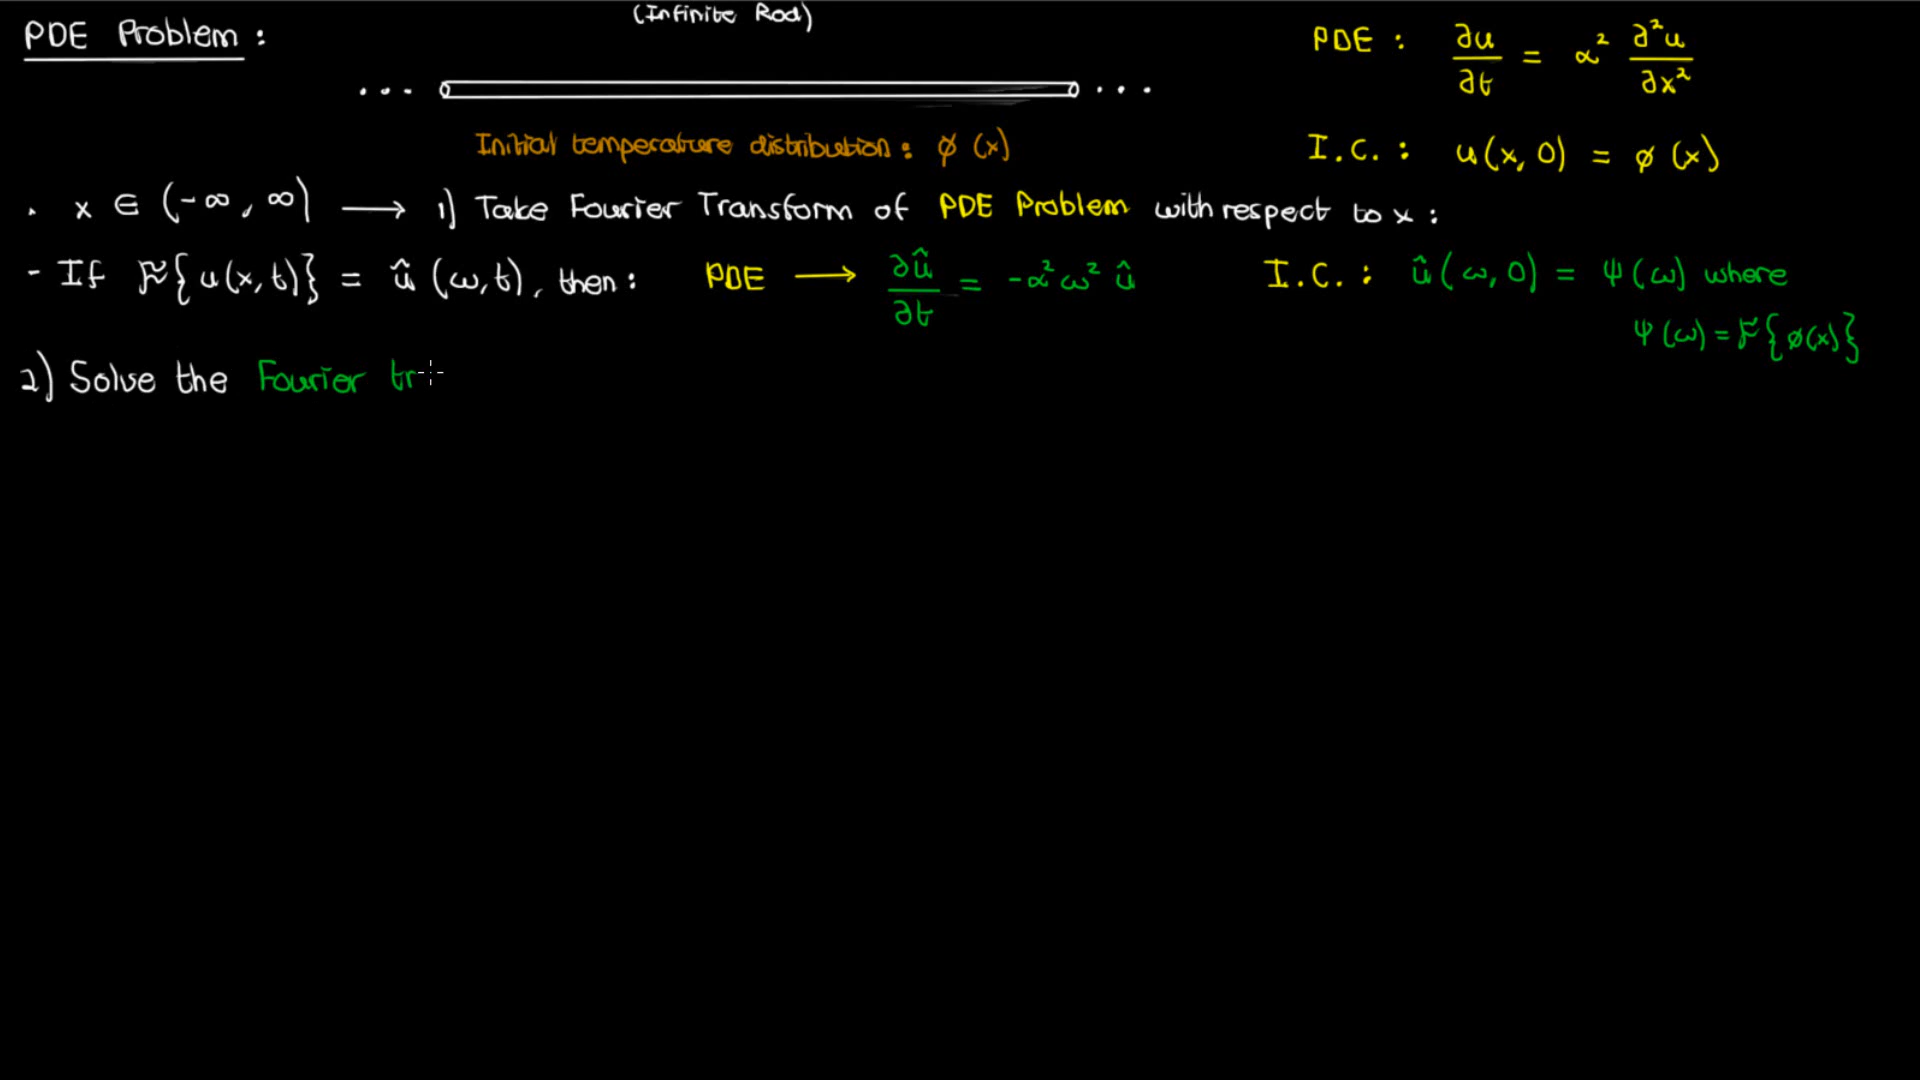 (Infinite Rod)
PDE Problem :
PDE : ∂u/∂t = α² ∂²u/∂x²
... ...
Initial temperature distribution : ø (x)
I.C. : u(x, 0) = ø (x)
. x ∈ (-∞, ∞) ⟶ 1) Take Fourier Transform of PDE Problem with respect to x :
- If F{u(x, t)} = û (ω, t), then : PDE ⟶ ∂û/∂t = -α²ω² û I.C. : û(ω, 0) = Ψ(ω) where
Ψ(ω) = F{ø(x)}
2) Solve the Fourier tr